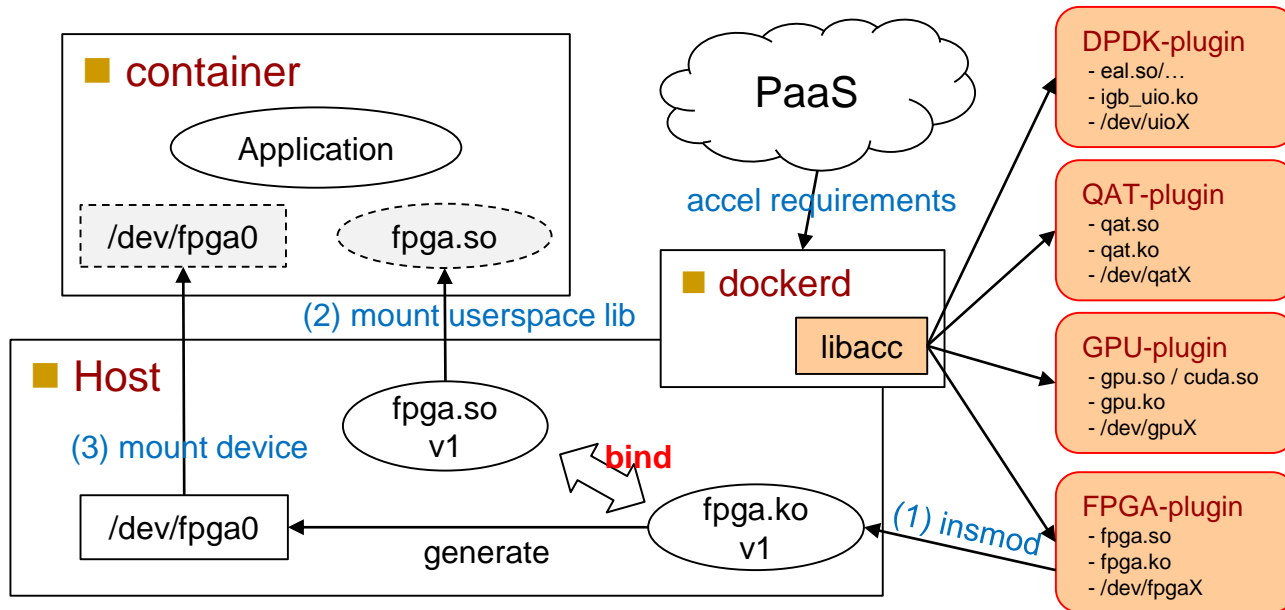 container
Application
/dev/fpga0
fpga.so
(2) mount userspace lib
Host
fpga.so
v1
(3) mount device
bind
/dev/fpga0
generate
fpga.ko
v1
(1) insmod
PaaS
accel requirements
dockerd
libacc
DPDK-plugin
- eal.so/…
- igb_uio.ko
- /dev/uioX
QAT-plugin
- qat.so
- qat.ko
- /dev/qatX
GPU-plugin
- gpu.so / cuda.so
- gpu.ko
- /dev/gpuX
FPGA-plugin
- fpga.so
- fpga.ko
- /dev/fpgaX